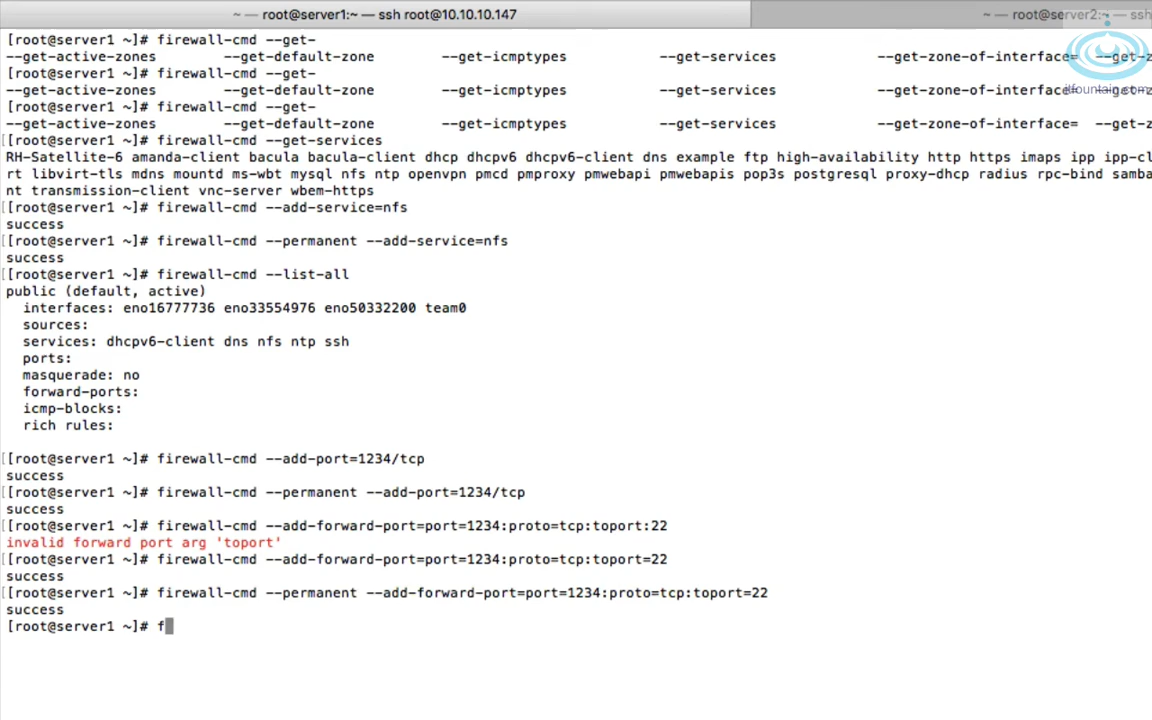 ~ — root@server1:~ — ssh root@10.10.10.147
~ — root@server2:~ — ssh
[root@server1 ~]# firewall-cmd --get-
--get-active-zones --get-default-zone --get-icmptypes --get-services --get-zone-of-interface= --get-z
[root@server1 ~]# firewall-cmd --get-
--get-active-zones --get-default-zone --get-icmptypes --get-services --get-zone-of-interface= --get-z
itfountain.com
[root@server1 ~]# firewall-cmd --get-
--get-active-zones --get-default-zone --get-icmptypes --get-services --get-zone-of-interface= --get-z
[[root@server1 ~]# firewall-cmd --get-services
RH-Satellite-6 amanda-client bacula bacula-client dhcp dhcpv6 dhcpv6-client dns example ftp high-availability http https imaps ipp ipp-cl
rt libvirt-tls mdns mountd ms-wbt mysql nfs ntp openvpn pmcd pmproxy pmwebapi pmwebapis pop3s postgresql proxy-dhcp radius rpc-bind samba
nt transmission-client vnc-server wbem-https
[[root@server1 ~]# firewall-cmd --add-service=nfs
success
[[root@server1 ~]# firewall-cmd --permanent --add-service=nfs
success
[[root@server1 ~]# firewall-cmd --list-all
public (default, active)
interfaces: eno16777736 eno33554976 eno50332200 team0
sources:
services: dhcpv6-client dns nfs ntp ssh
ports:
masquerade: no
forward-ports:
icmp-blocks:
rich rules:
[[root@server1 ~]# firewall-cmd --add-port=1234/tcp
success
[[root@server1 ~]# firewall-cmd --permanent --add-port=1234/tcp
success
[[root@server1 ~]# firewall-cmd --add-forward-port=port=1234:proto=tcp:toport:22
invalid forward port arg 'toport'
[[root@server1 ~]# firewall-cmd --add-forward-port=port=1234:proto=tcp:toport=22
success
[[root@server1 ~]# firewall-cmd --permanent --add-forward-port=port=1234:proto=tcp:toport=22
success
[root@server1 ~]# f